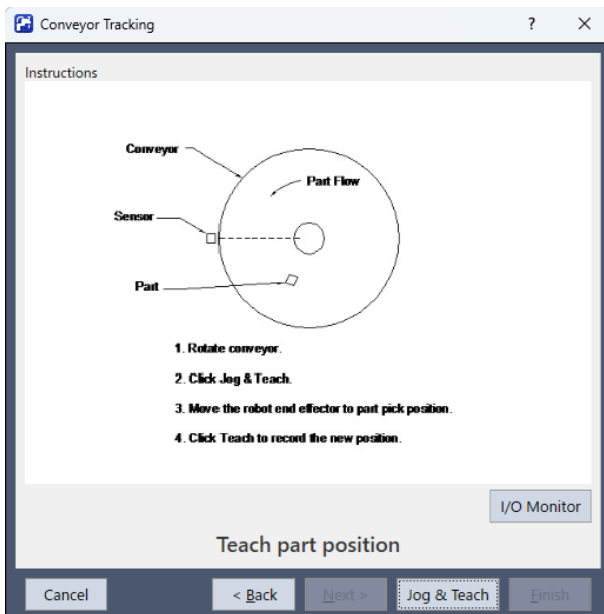 Conveyor Tracking
Instructions
Conveyor
Part Flow
Sensor
Part
1. Rotate conveyor.
2. Click Jog & Teach.
3. Move the robot end effector to part pick position.
4. Click Teach to record the new position.
I/O Monitor
Teach part position
Cancel < Back Next > Jog & Teach Finish